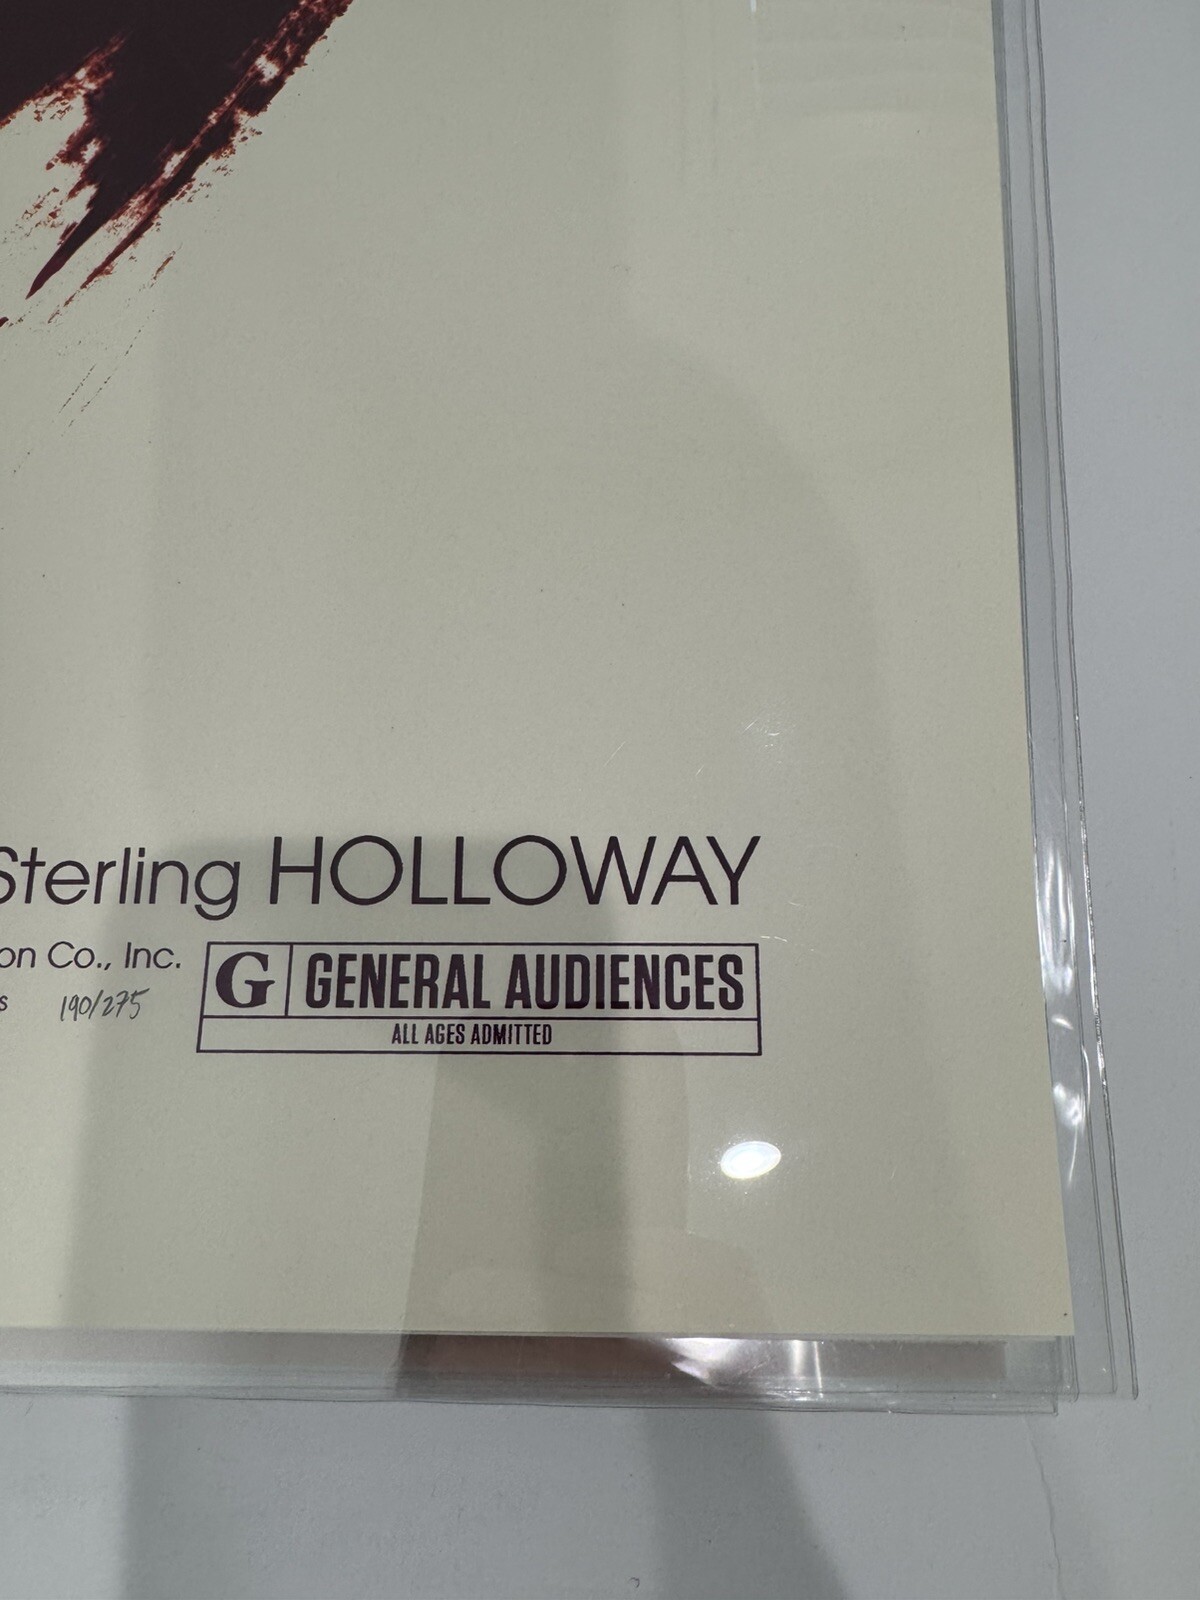 Sterling HOLLOWAY
on Co., Inc.
s 190/275
G GENERAL AUDIENCES
ALL AGES ADMITTED